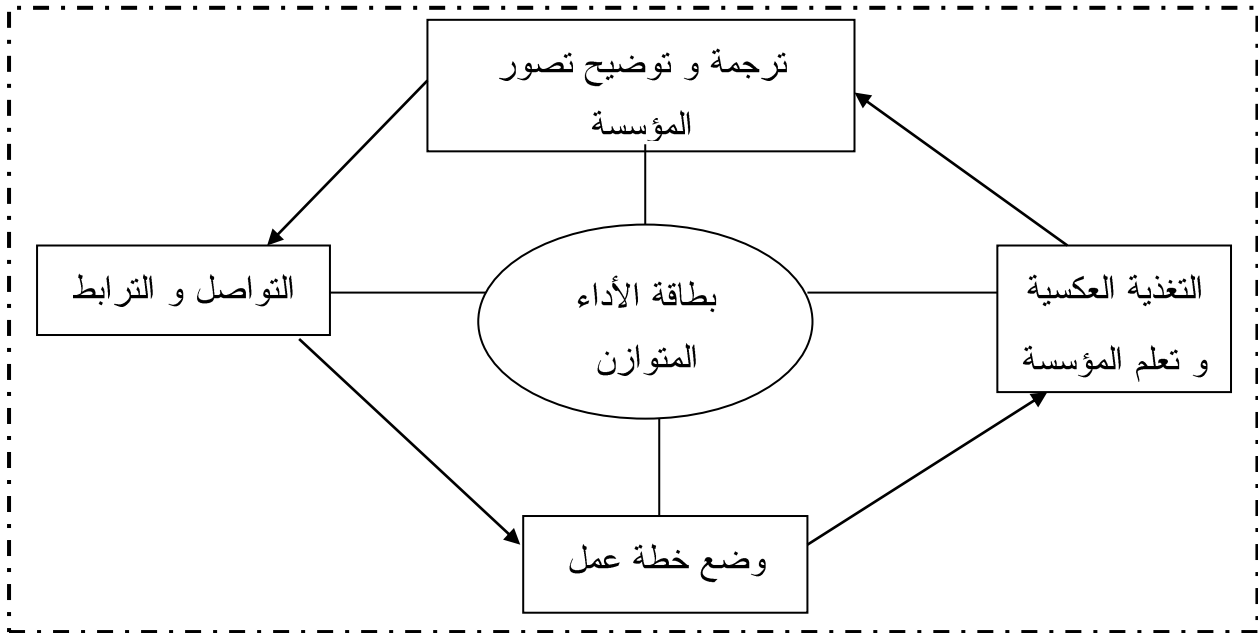 ترجمة و توضيح تصور
المؤسسة
التغذية العكسية
و تعلم المؤسسة
بطاقة الأداء
المتوازن
التواصل و الترابط
وضع خطة عمل